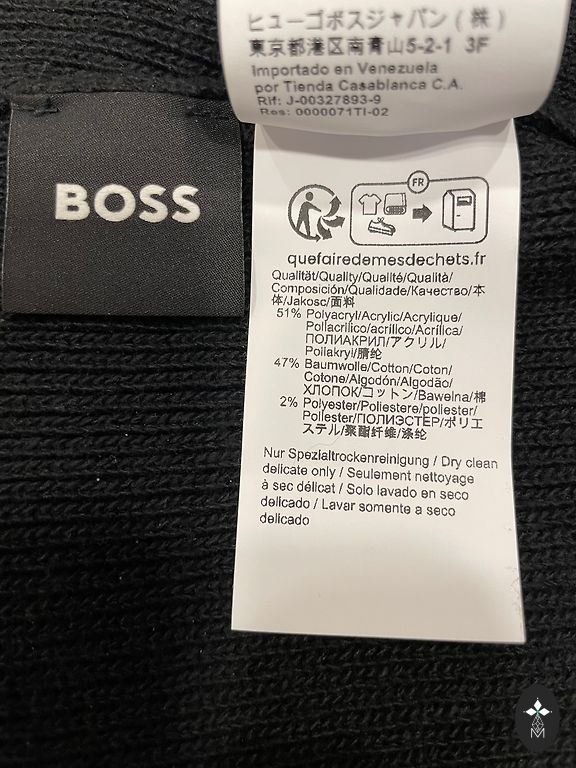 ヒューゴボスジャパン(株)
東京都港区南青山5-2-1 3F
Importado en Venezuela
por Tienda Casablanca C.A.
Rif: J-00327893-9
Res: 0000071TI-02
BOSS
FR
quefairedemesdechets.fr
Qualität/Quality/Qualité/Qualità/
Composición/Qualidade/Качество/本
体/Jakosc/面料
51% Polyacryl/Acrylic/Acrylique/
Poliacrilico/acrílico/Acrílica/
ПОЛИАКРИЛ/アクリル/
Poliakryl/腈纶
47% Baumwolle/Cotton/Coton/
Cotone/Algodón/Algodão/
ХЛОПОК/コットン/Bawełna/棉
2% Polyester/Poliestere/poliester/
Poliester/ПОЛИЭСТЕР/ポリエ
ステル/聚酯纤维/涤纶
Nur Spezialtrockenreinigung / Dry clean
delicate only / Seulement nettoyage
à sec délicat / Solo lavado en seco
delicado / Lavar somente a seco
delicado
M